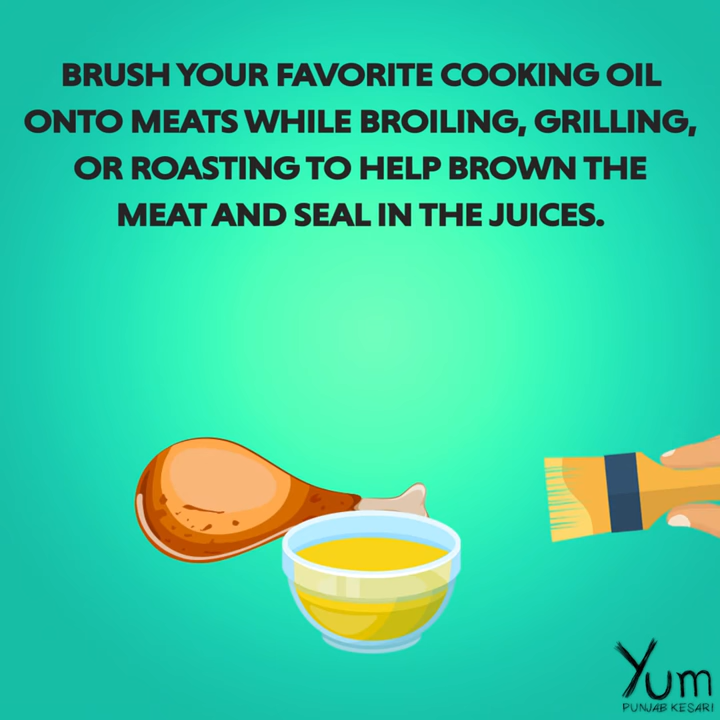 BRUSH YOUR FAVORITE COOKING OIL
ONTO MEATS WHILE BROILING, GRILLING,
OR ROASTING TO HELP BROWN THE
MEAT AND SEAL IN THE JUICES.
Yum
PUNJAB KESARI